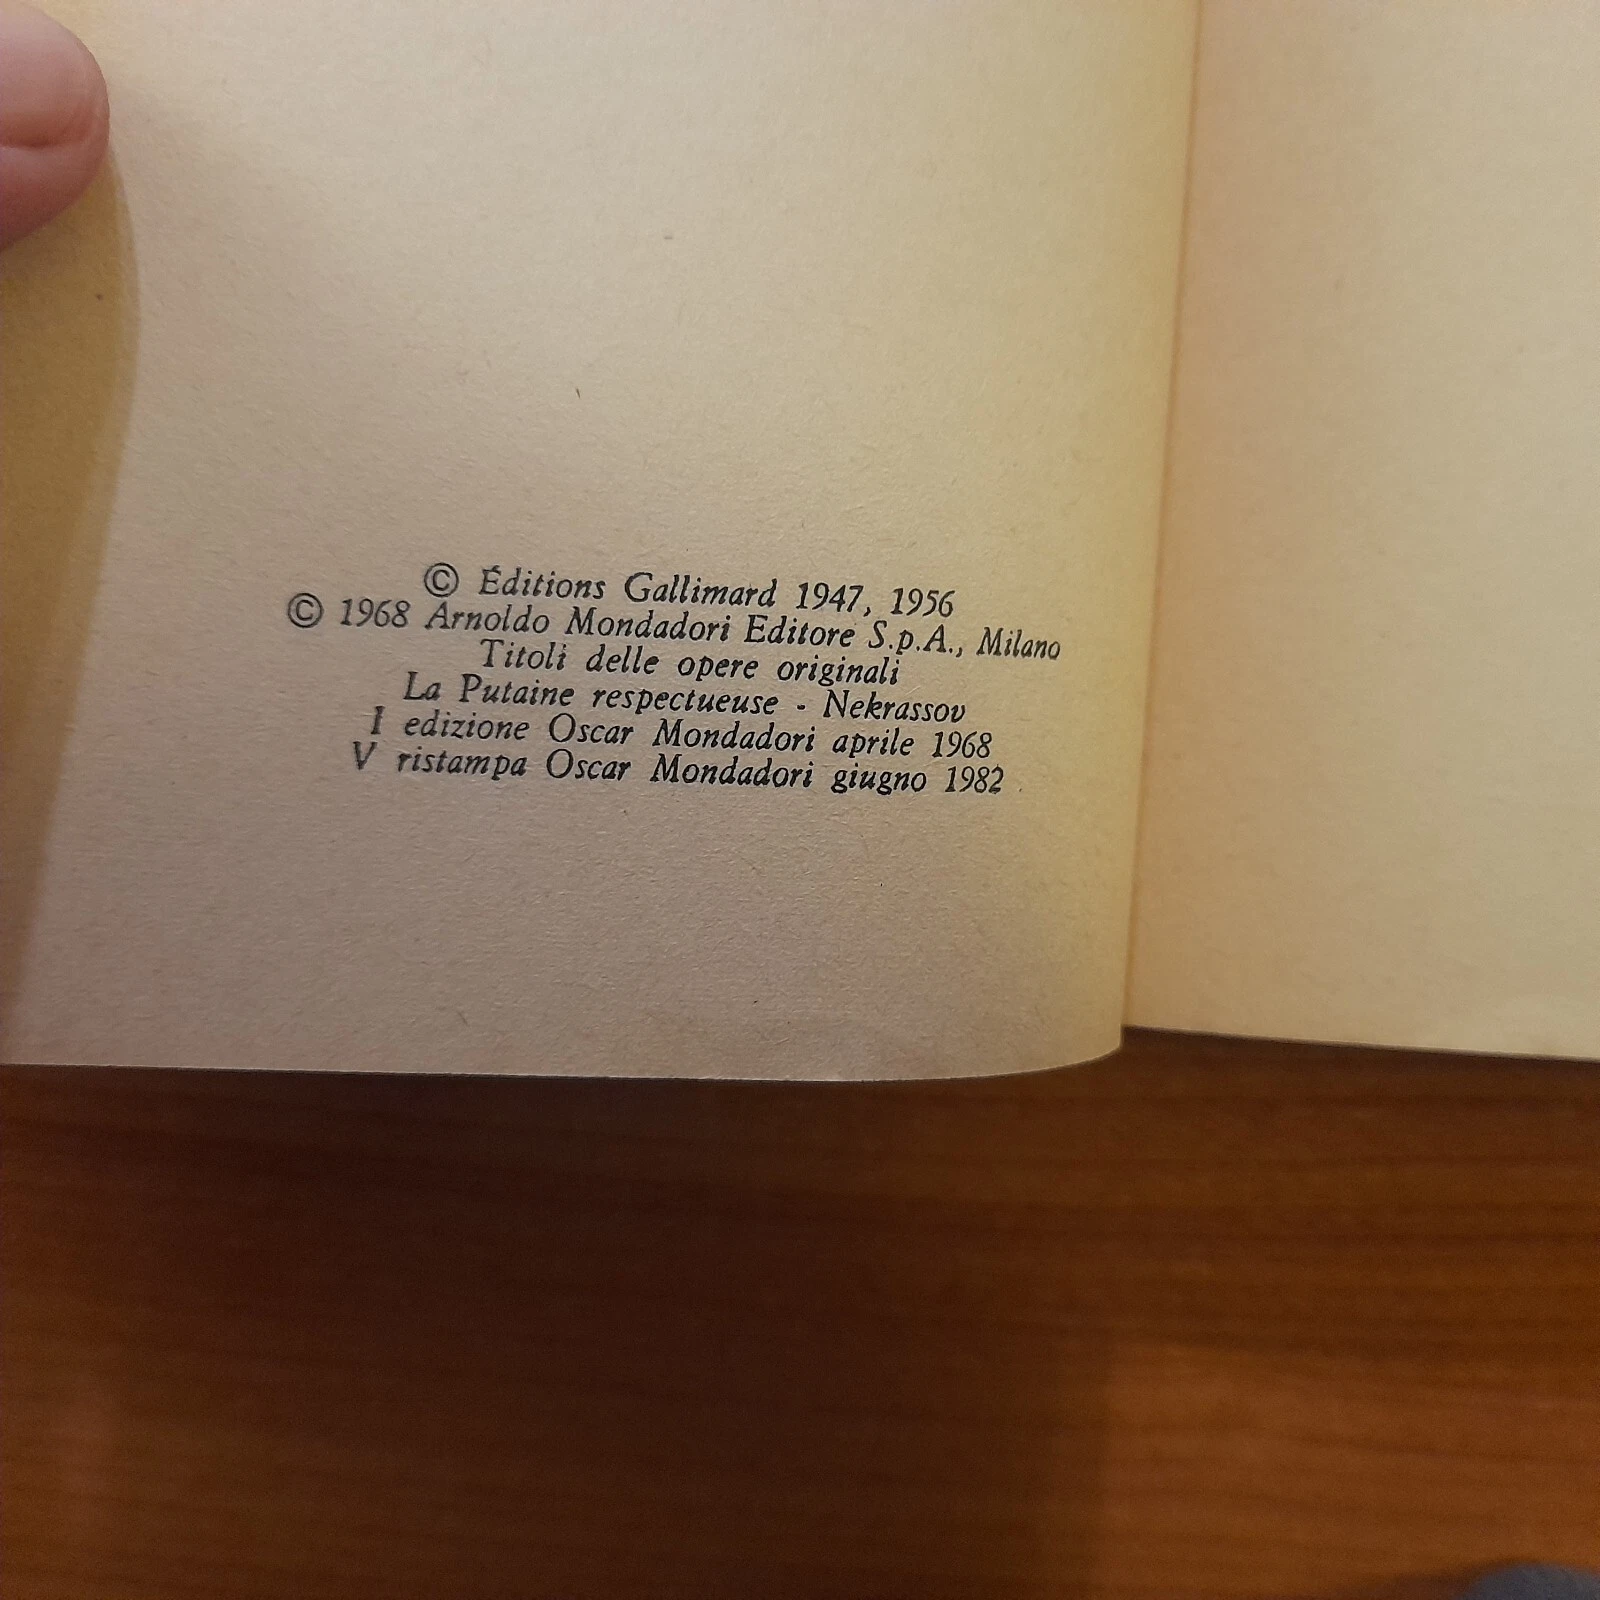 © Éditions Gallimard 1947, 1956
© 1968 Arnoldo Mondadori Editore S.p.A., Milano
Titoli delle opere originali
La Putaine respectueuse - Nekrassov
I edizione Oscar Mondadori aprile 1968
V ristampa Oscar Mondadori giugno 1982